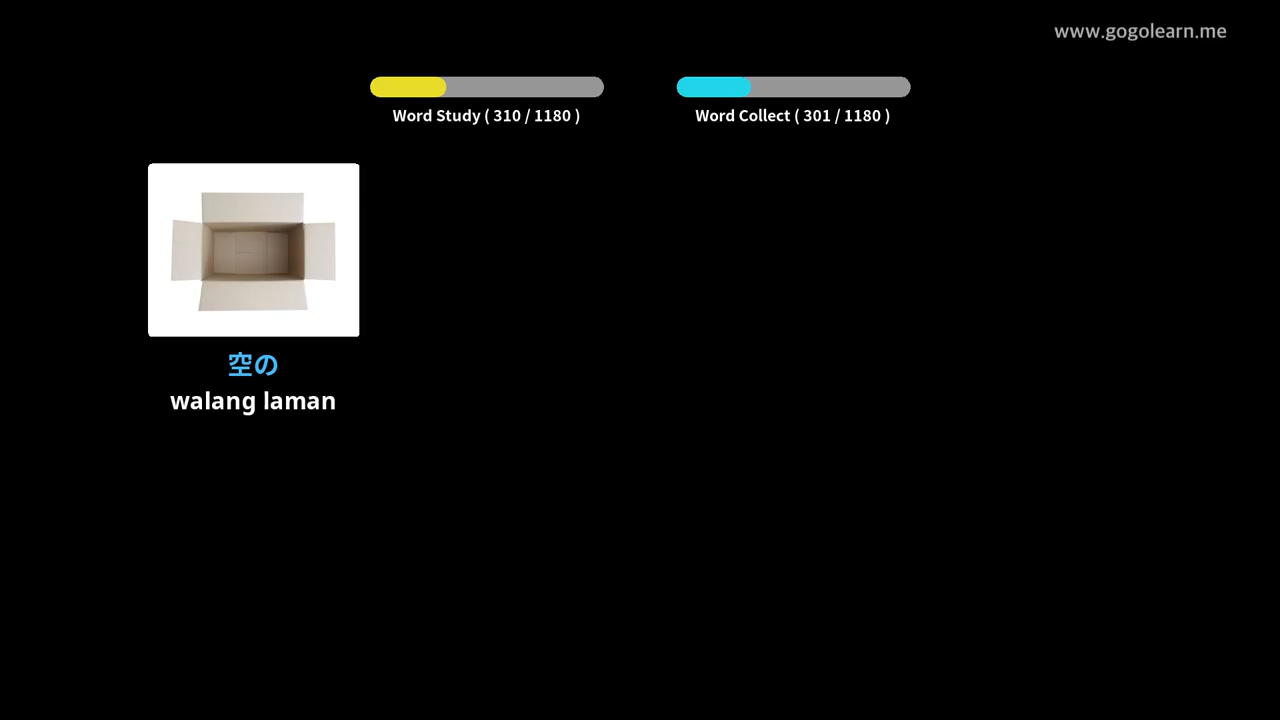 www.gogolearn.me
Word Study ( 310 / 1180 )
Word Collect ( 301 / 1180 )
空の
walang laman